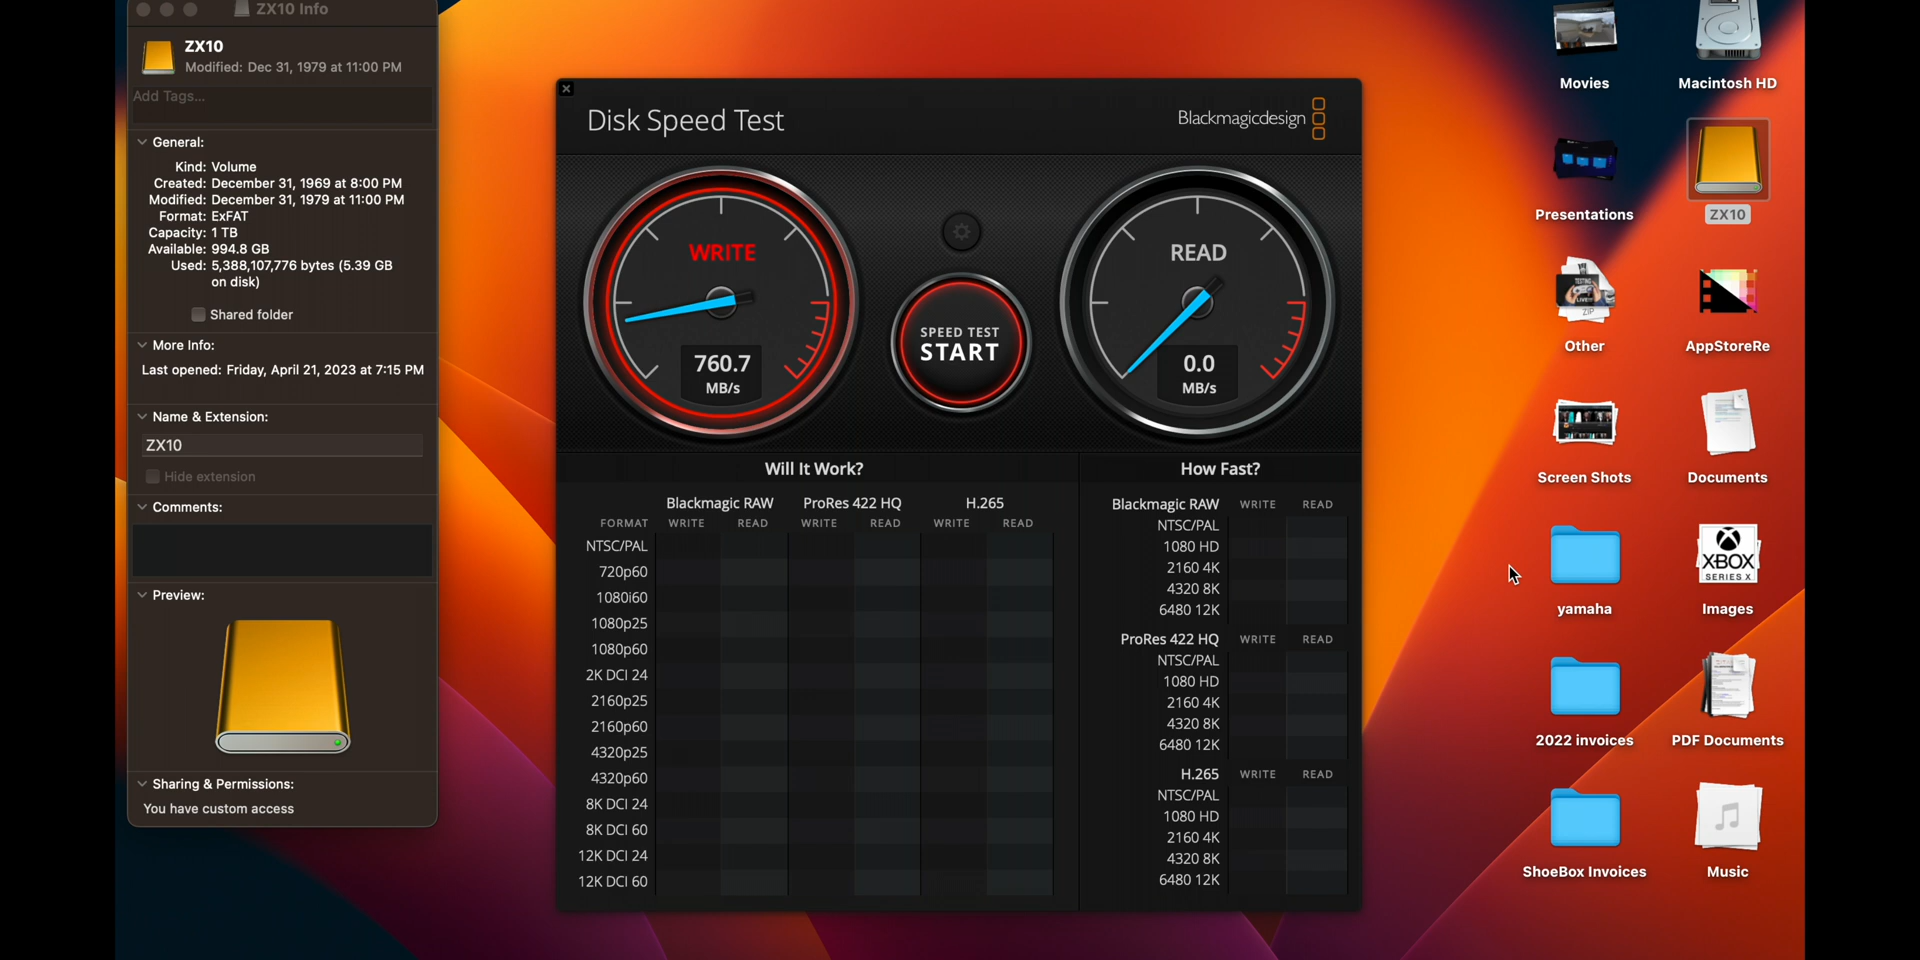 ZX10 Info
ZX10
Modified: Dec 31, 1979 at 11:00 PM
Add Tags...
General:
Kind: Volume
Created: December 31, 1969 at 8:00 PM
Modified: December 31, 1979 at 11:00 PM
Format: ExFAT
Capacity: 1 TB
Available: 994.8 GB
Used: 5,388,107,776 bytes (5.39 GB
on disk)
Shared folder
More Info:
Last opened: Friday, April 21, 2023 at 7:15 PM
Name & Extension:
ZX10
Hide extension
Comments:
Preview:
Sharing & Permissions:
You have custom access
Disk Speed Test
Blackmagicdesign
WRITE
760.7
MB/s
SPEED TEST
START
READ
0.0
MB/s
Will It Work?
Blackmagic RAW ProRes 422 HQ H.265
FORMAT WRITE READ WRITE READ WRITE READ
NTSC/PAL
720p60
1080i60
1080p25
1080p60
2K DCI 24
2160p25
2160p60
4320p25
4320p60
8K DCI 24
8K DCI 60
12K DCI 24
12K DCI 60
How Fast?
Blackmagic RAW WRITE READ
NTSC/PAL
1080 HD
2160 4K
4320 8K
6480 12K
ProRes 422 HQ WRITE READ
NTSC/PAL
1080 HD
2160 4K
4320 8K
6480 12K
H.265 WRITE READ
NTSC/PAL
1080 HD
2160 4K
4320 8K
6480 12K
Movies
Macintosh HD
Presentations
ZX10
TESTING
LIVE!!
ZIP
Other
AppStoreRe
Screen Shots
Documents
yamaha
XBOX
SERIES X
Images
2022 invoices
PDF Documents
ShoeBox Invoices
Music